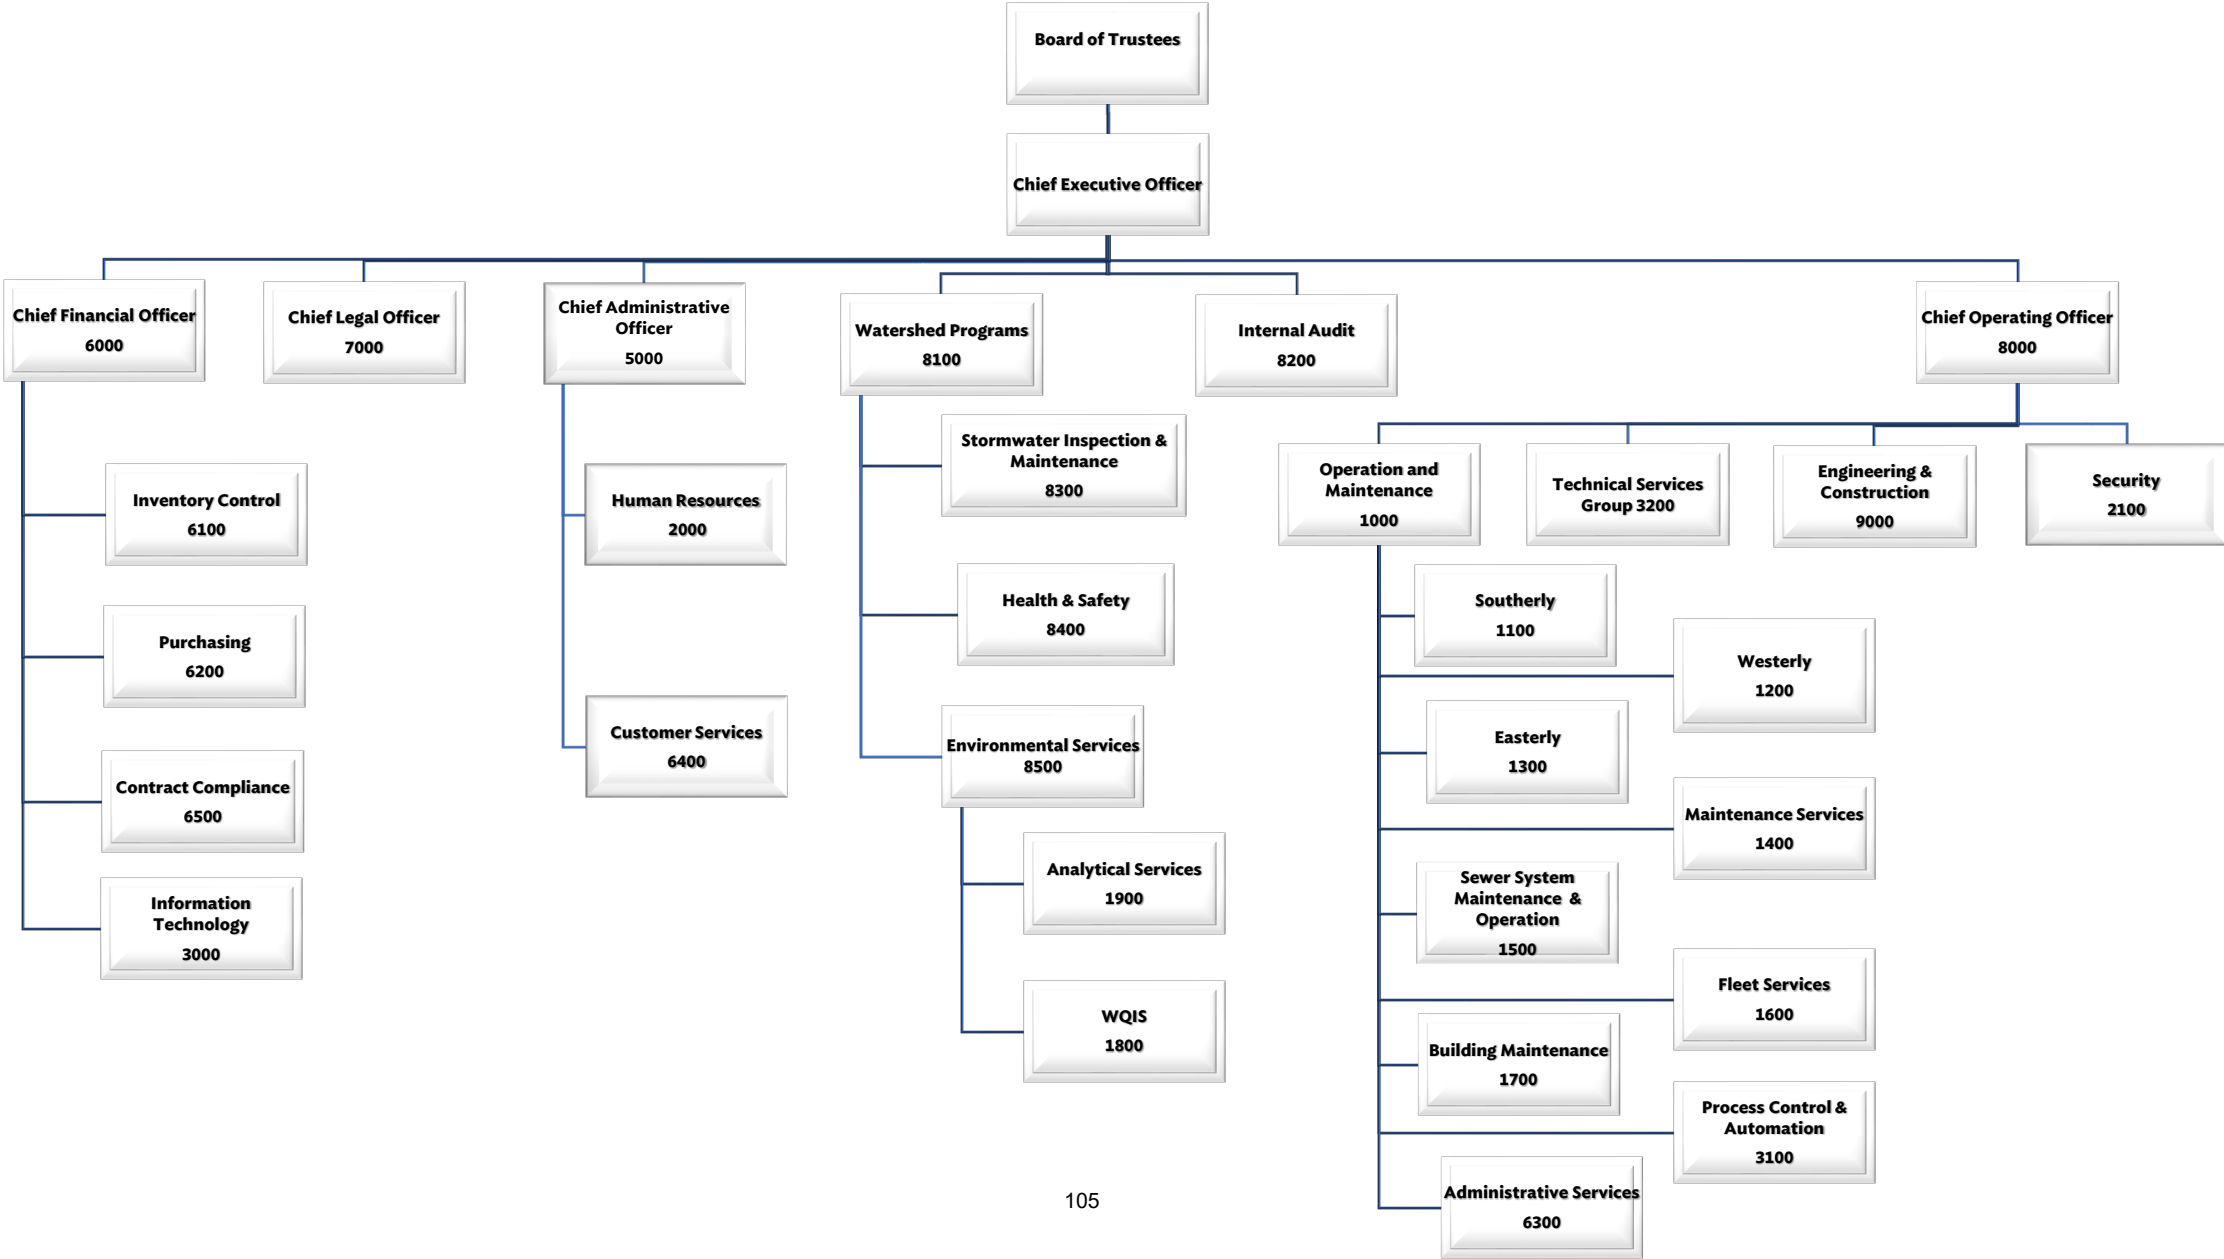 Board of Trustees
Chief Executive Officer
Chief Financial Officer
6000
Chief Legal Officer
7000
Chief Administrative
Officer
5000
Watershed Programs
8100
Internal Audit
8200
Chief Operating Officer
8000
Inventory Control
6100
Purchasing
6200
Contract Compliance
6500
Information
Technology
3000
Human Resources
2000
Customer Services
6400
Stormwater Inspection &
Maintenance
8300
Health & Safety
8400
Environmental Services
8500
Analytical Services
1900
WQIS
1800
Operation and
Maintenance
1000
Technical Services
Group 3200
Engineering &
Construction
9000
Security
2100
Southerly
1100
Westerly
1200
Easterly
1300
Maintenance Services
1400
Sewer System
Maintenance &
Operation
1500
Fleet Services
1600
Building Maintenance
1700
Process Control &
Automation
3100
Administrative Services
6300
105